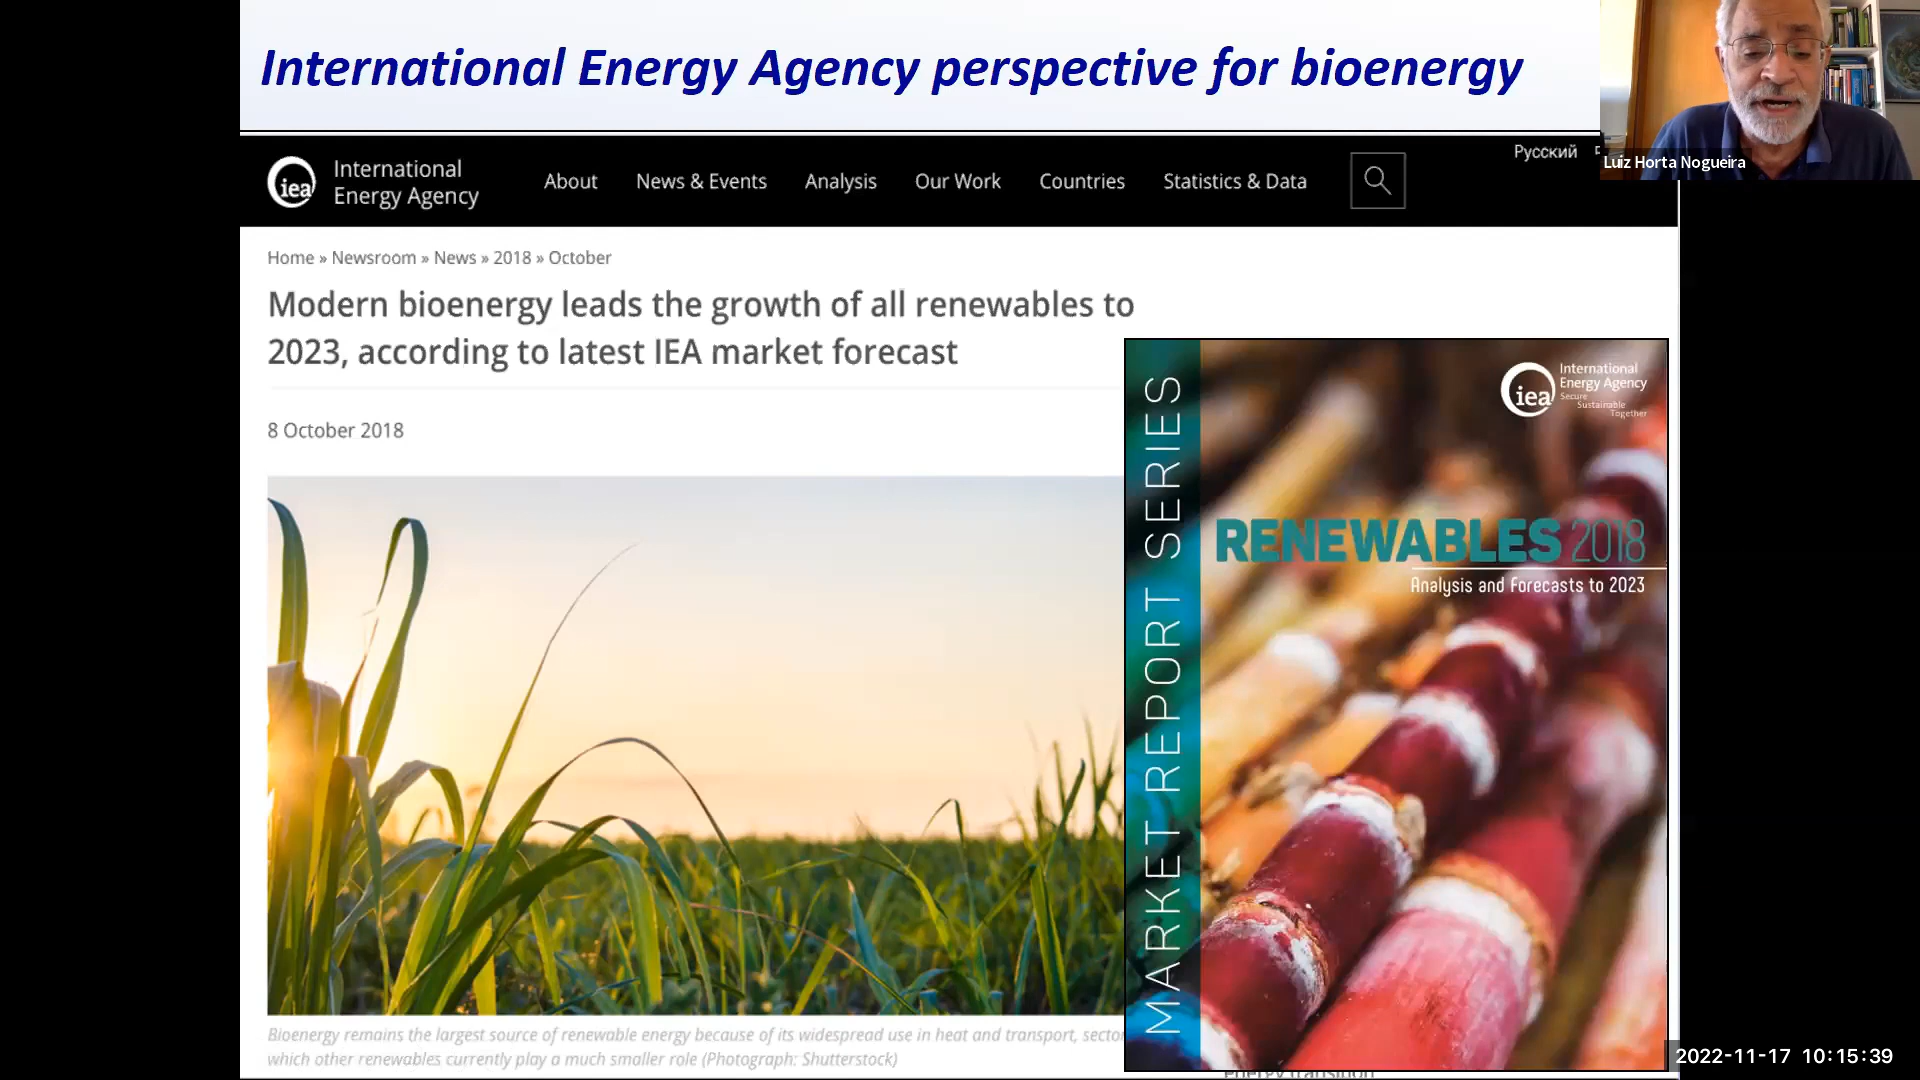 International Energy Agency perspective for bioenergy
Luiz Horta Nogueira
iea
International
Energy Agency
About
News & Events
Analysis
Our Work
Countries
Statistics & Data
Русский
Home » Newsroom » News » 2018 » October
Modern bioenergy leads the growth of all renewables to
2023, according to latest IEA market forecast
8 October 2018
MARKET REPORT SERIES
iea
International
Energy Agency
Secure
Sustainable
Together
RENEWABLES 2018
Analysis and Forecasts to 2023
Bioenergy remains the largest source of renewable energy because of its widespread use in heat and transport, secto
which other renewables currently play a much smaller role (Photograph: Shutterstock)
energy transition
2022-11-17 10:15:39